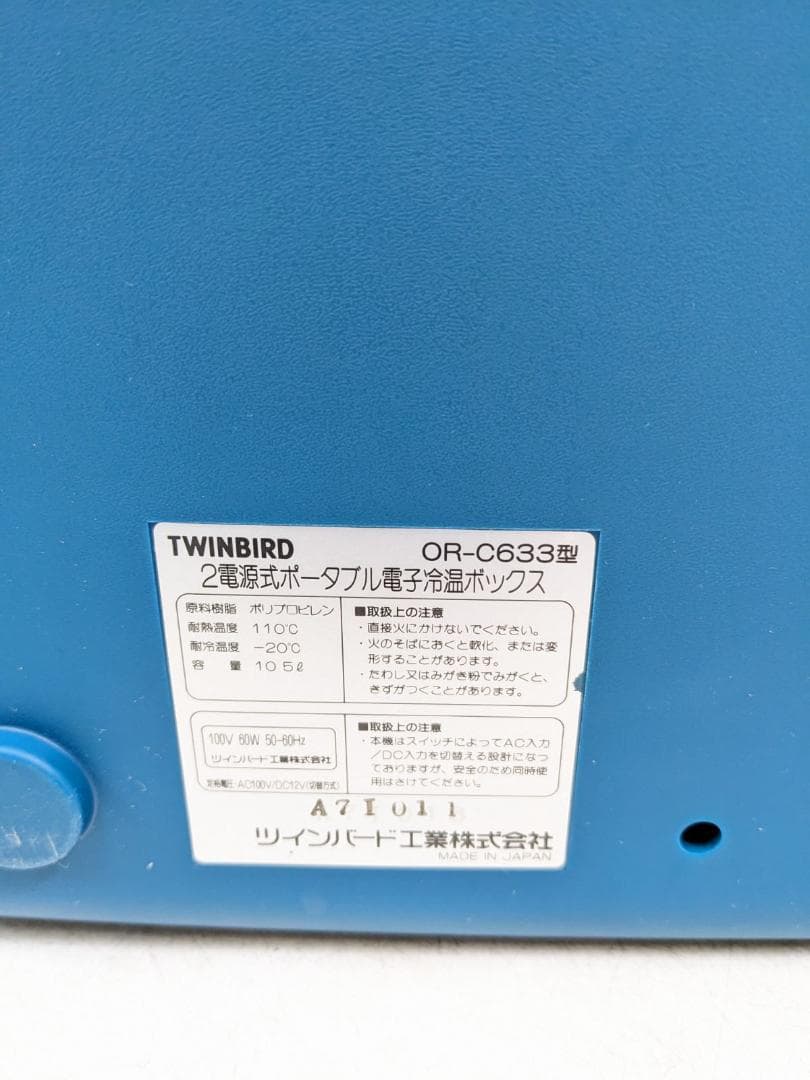 TWINBIRD OR-C633型
2電源式ポータブル電子冷温ボックス
原料樹脂 ポリプロピレン
耐熱温度 110℃
耐冷温度 -20℃
容量 10.5ℓ
■取扱上の注意
・直接火にかけないでください。
・火のそばにおくと軟化、または変
形することがあります。
・たわし又はみがき粉でみがくと、
きずがつくことがあります。
100V 60W 50-60Hz
ツインバード工業株式会社
定格電圧:AC100V/DC12V(切替方式)
■取扱上の注意
・本機はスイッチによってAC入力
/DC入力を切替える設計になっ
ておりますが、安全のため同時使
用はさけてください。
A7I011
ツインバード工業株式会社
MADE IN JAPAN